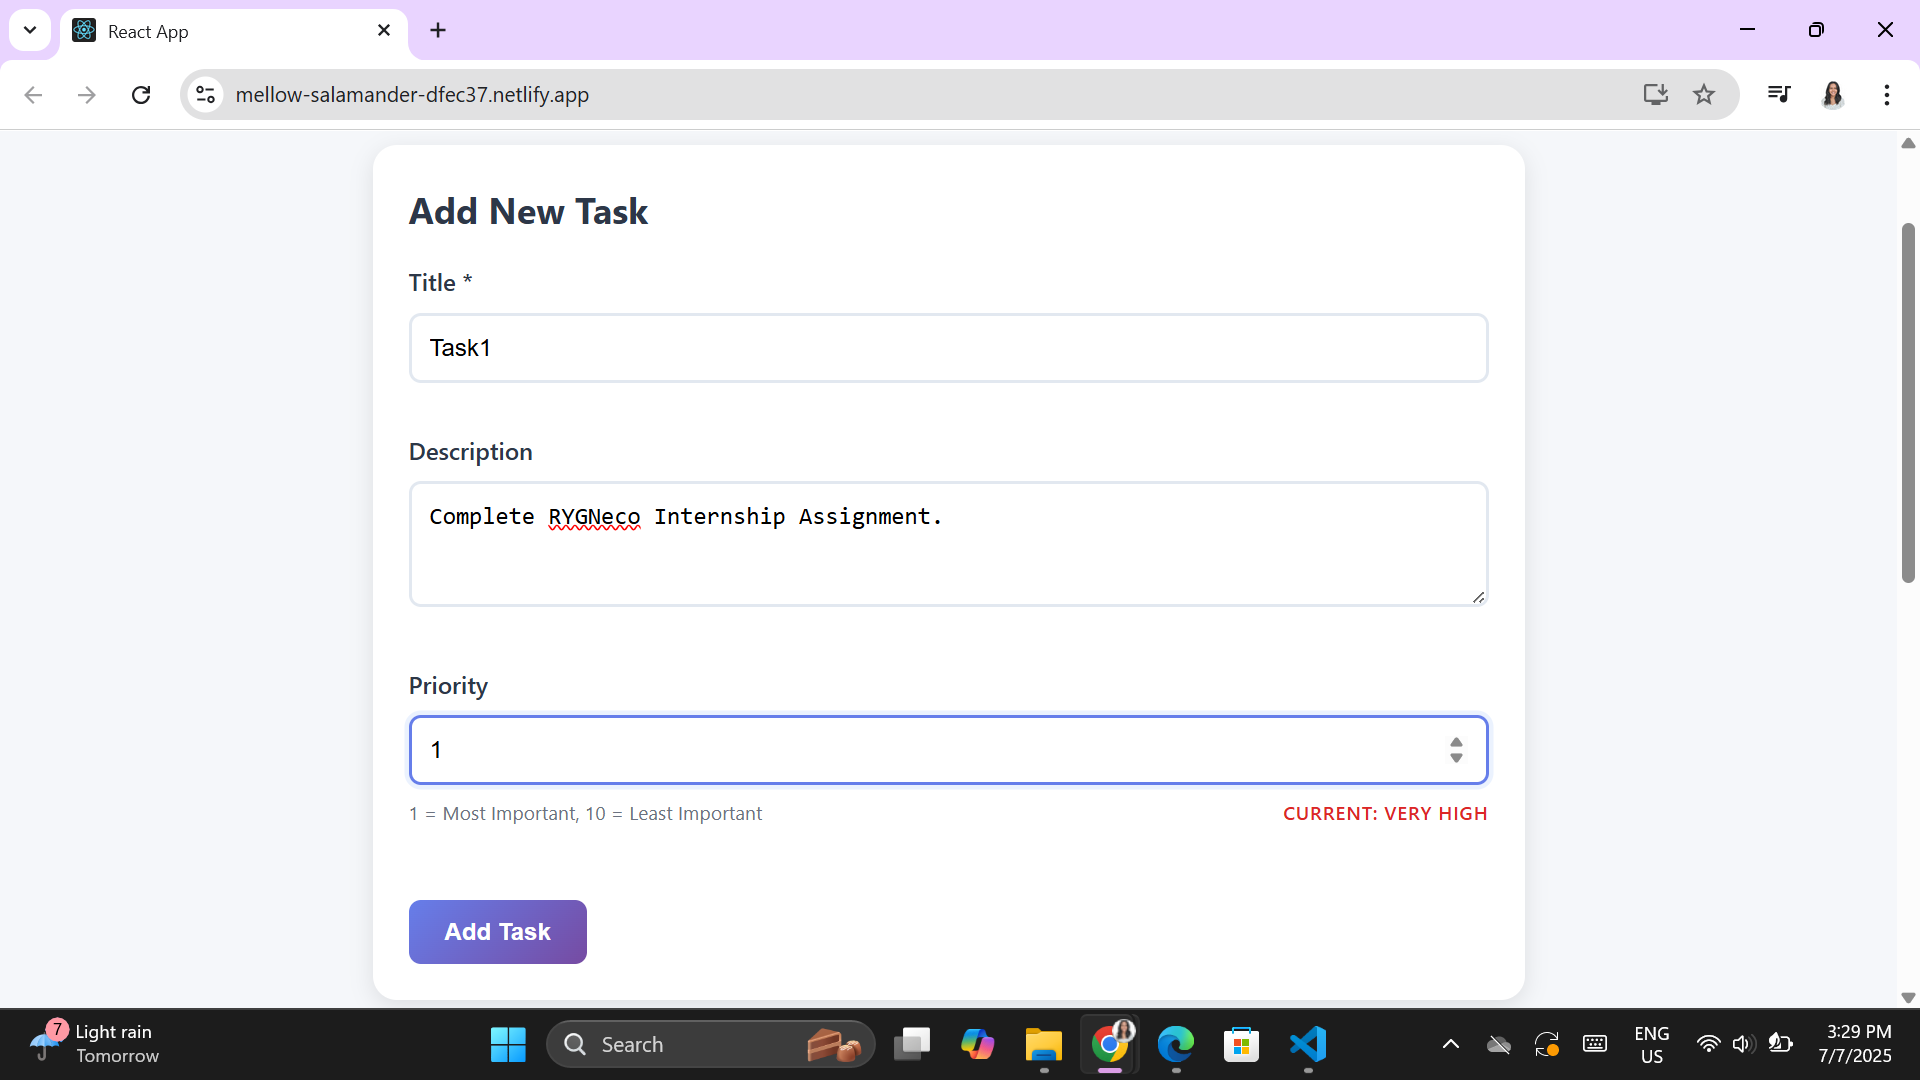 React App
mellow-salamander-dfec37.netlify.app
Add New Task
Title *
Task1
Description
Complete RYGNeco Internship Assignment.
Priority
1
1 = Most Important, 10 = Least Important
CURRENT: VERY HIGH
Add Task
7
Light rain
Tomorrow
Search
ENG
US
3:29 PM
7/7/2025